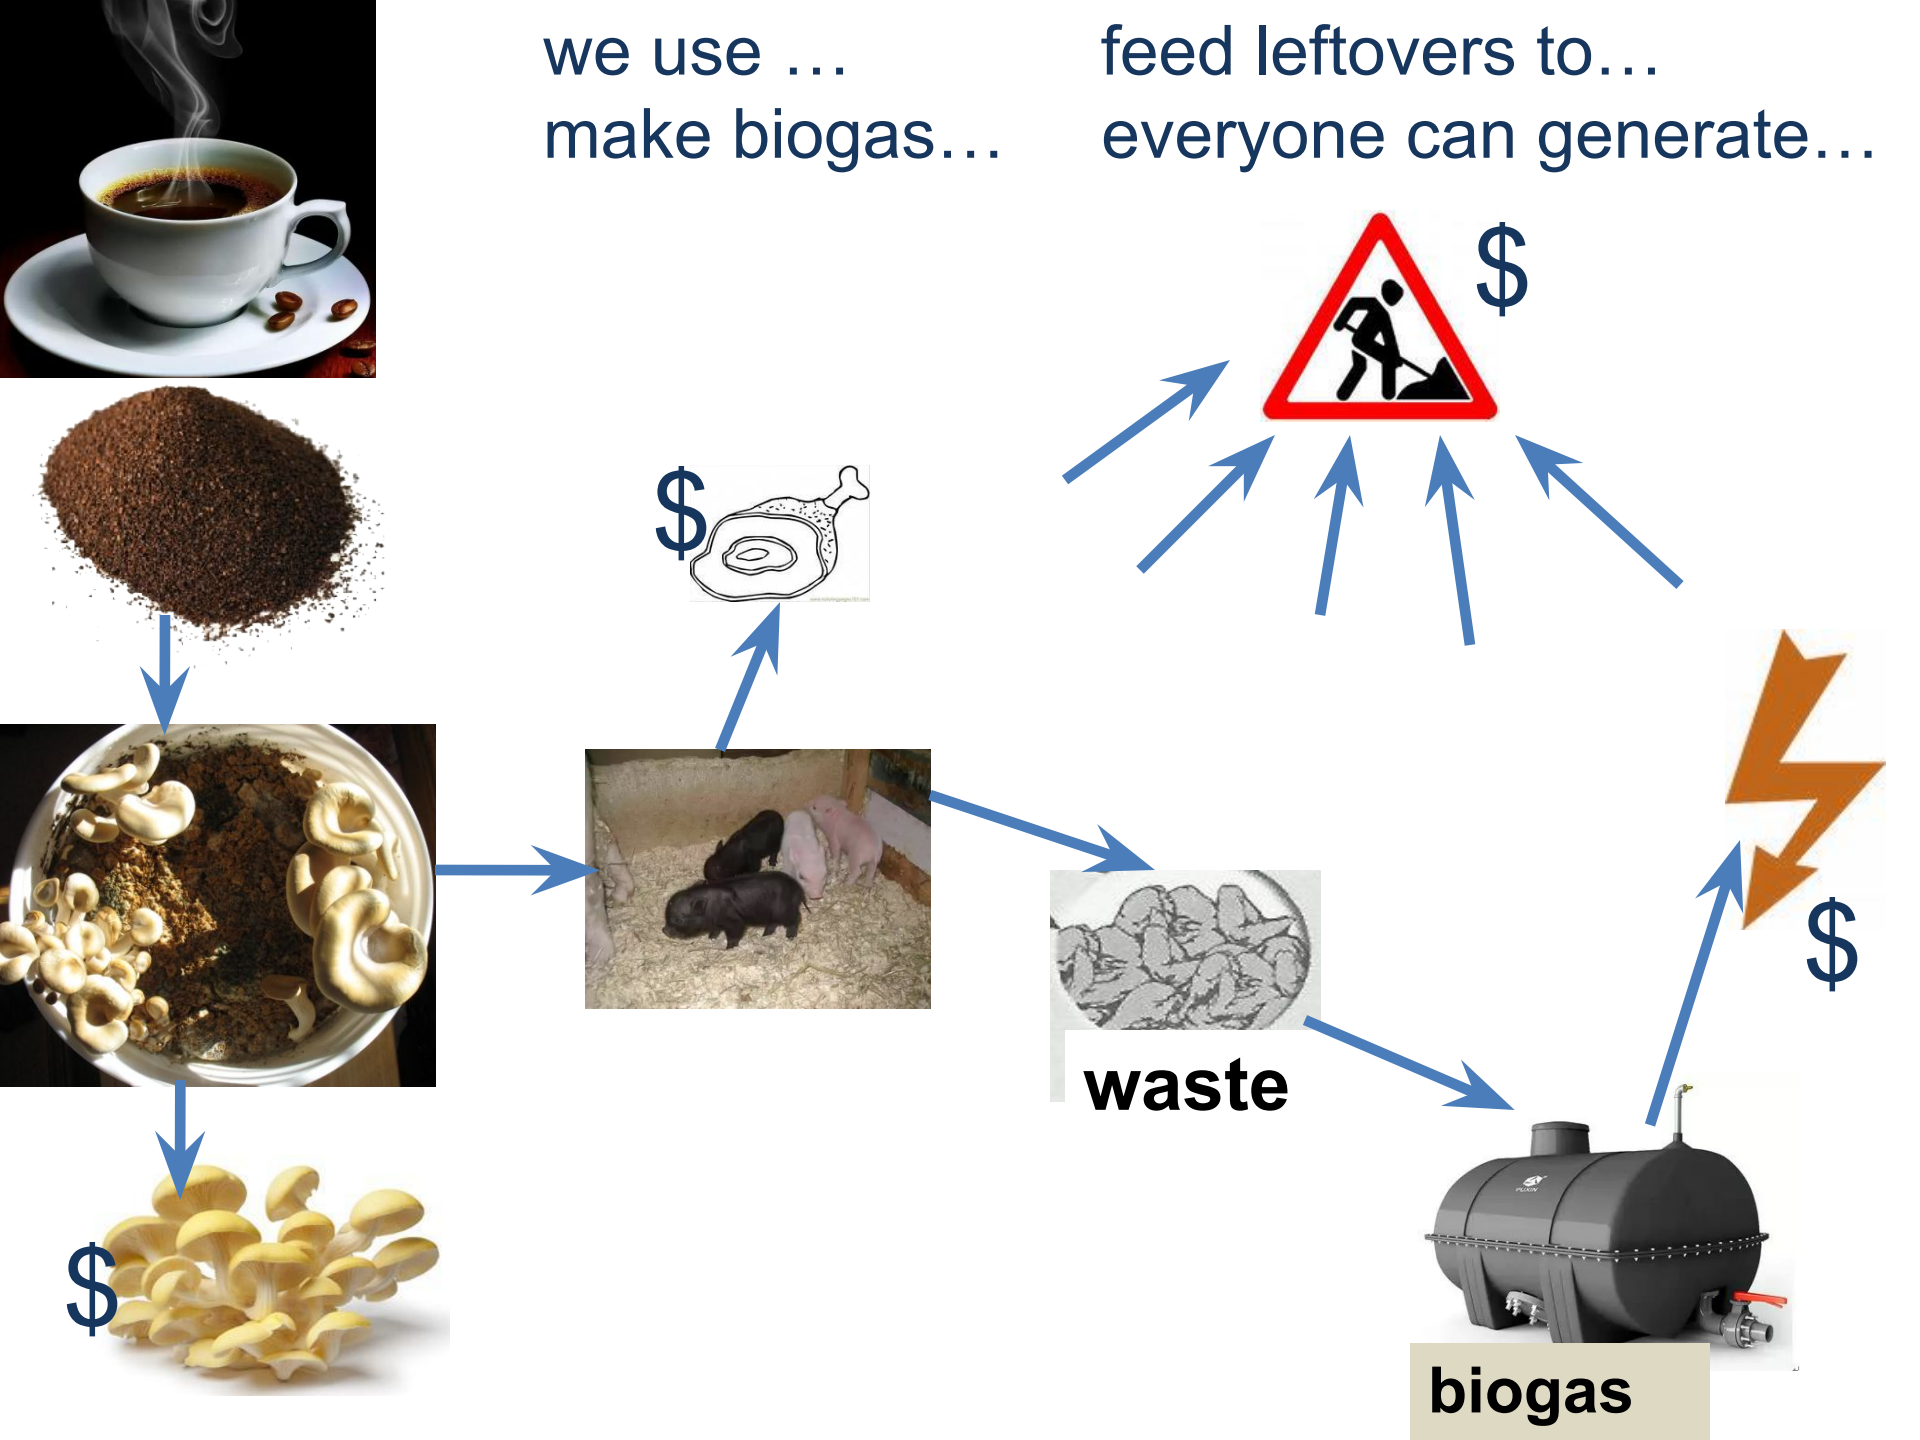 we use …
make biogas…
feed leftovers to…
everyone can generate…
$
$
$
waste
$
biogas